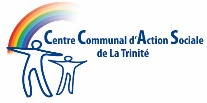 Centre Communal d'Action Sociale
de La Trinité